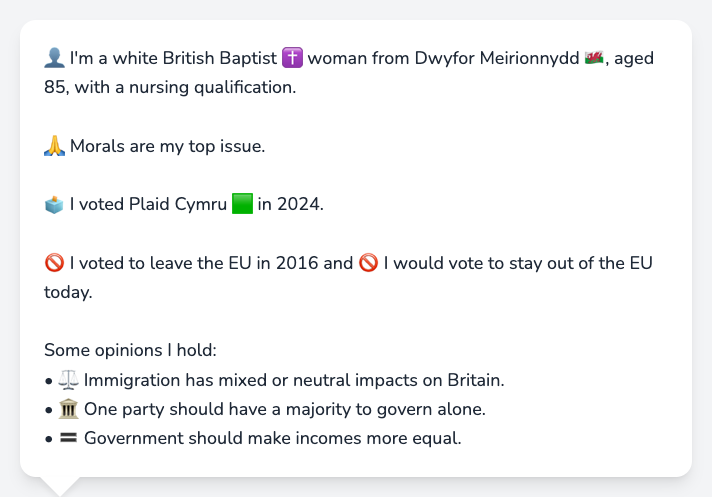 👤 I'm a white British Baptist ✝️ woman from Dwyfor Meirionnydd 🏴󠁧󠁢󠁷󠁬󠁳󠁿, aged
85, with a nursing qualification.
🙏 Morals are my top issue.
🗳️ I voted Plaid Cymru 🟩 in 2024.
🚫 I voted to leave the EU in 2016 and 🚫 I would vote to stay out of the EU
today.
Some opinions I hold:
• ⚖️ Immigration has mixed or neutral impacts on Britain.
• 🏛️ One party should have a majority to govern alone.
• 🟰 Government should make incomes more equal.